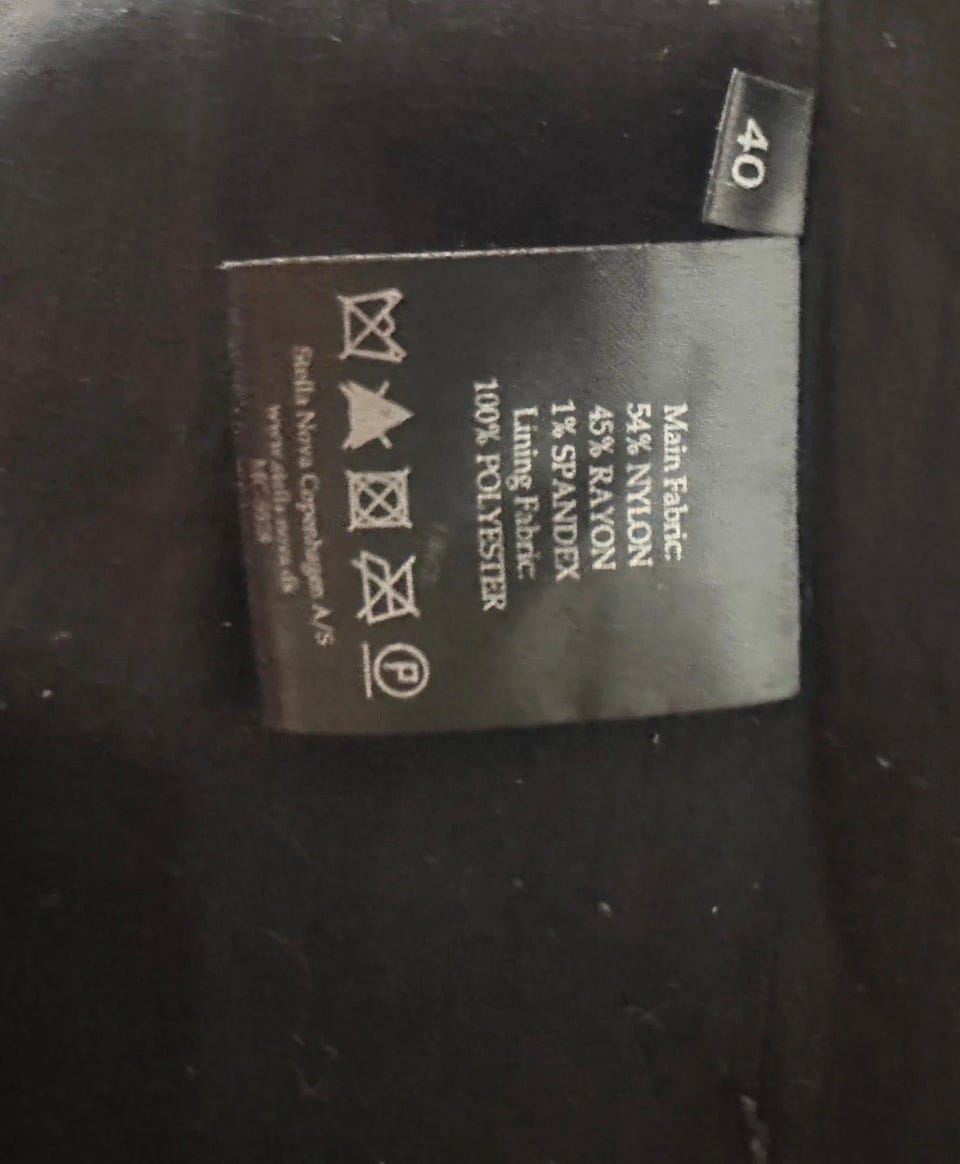 40
Main Fabric:
54% NYLON
45% RAYON
1% SPANDEX
Lining Fabric:
100% POLYESTER
P
Stella Nova Copenhagen A/S
www.stella nova.dk